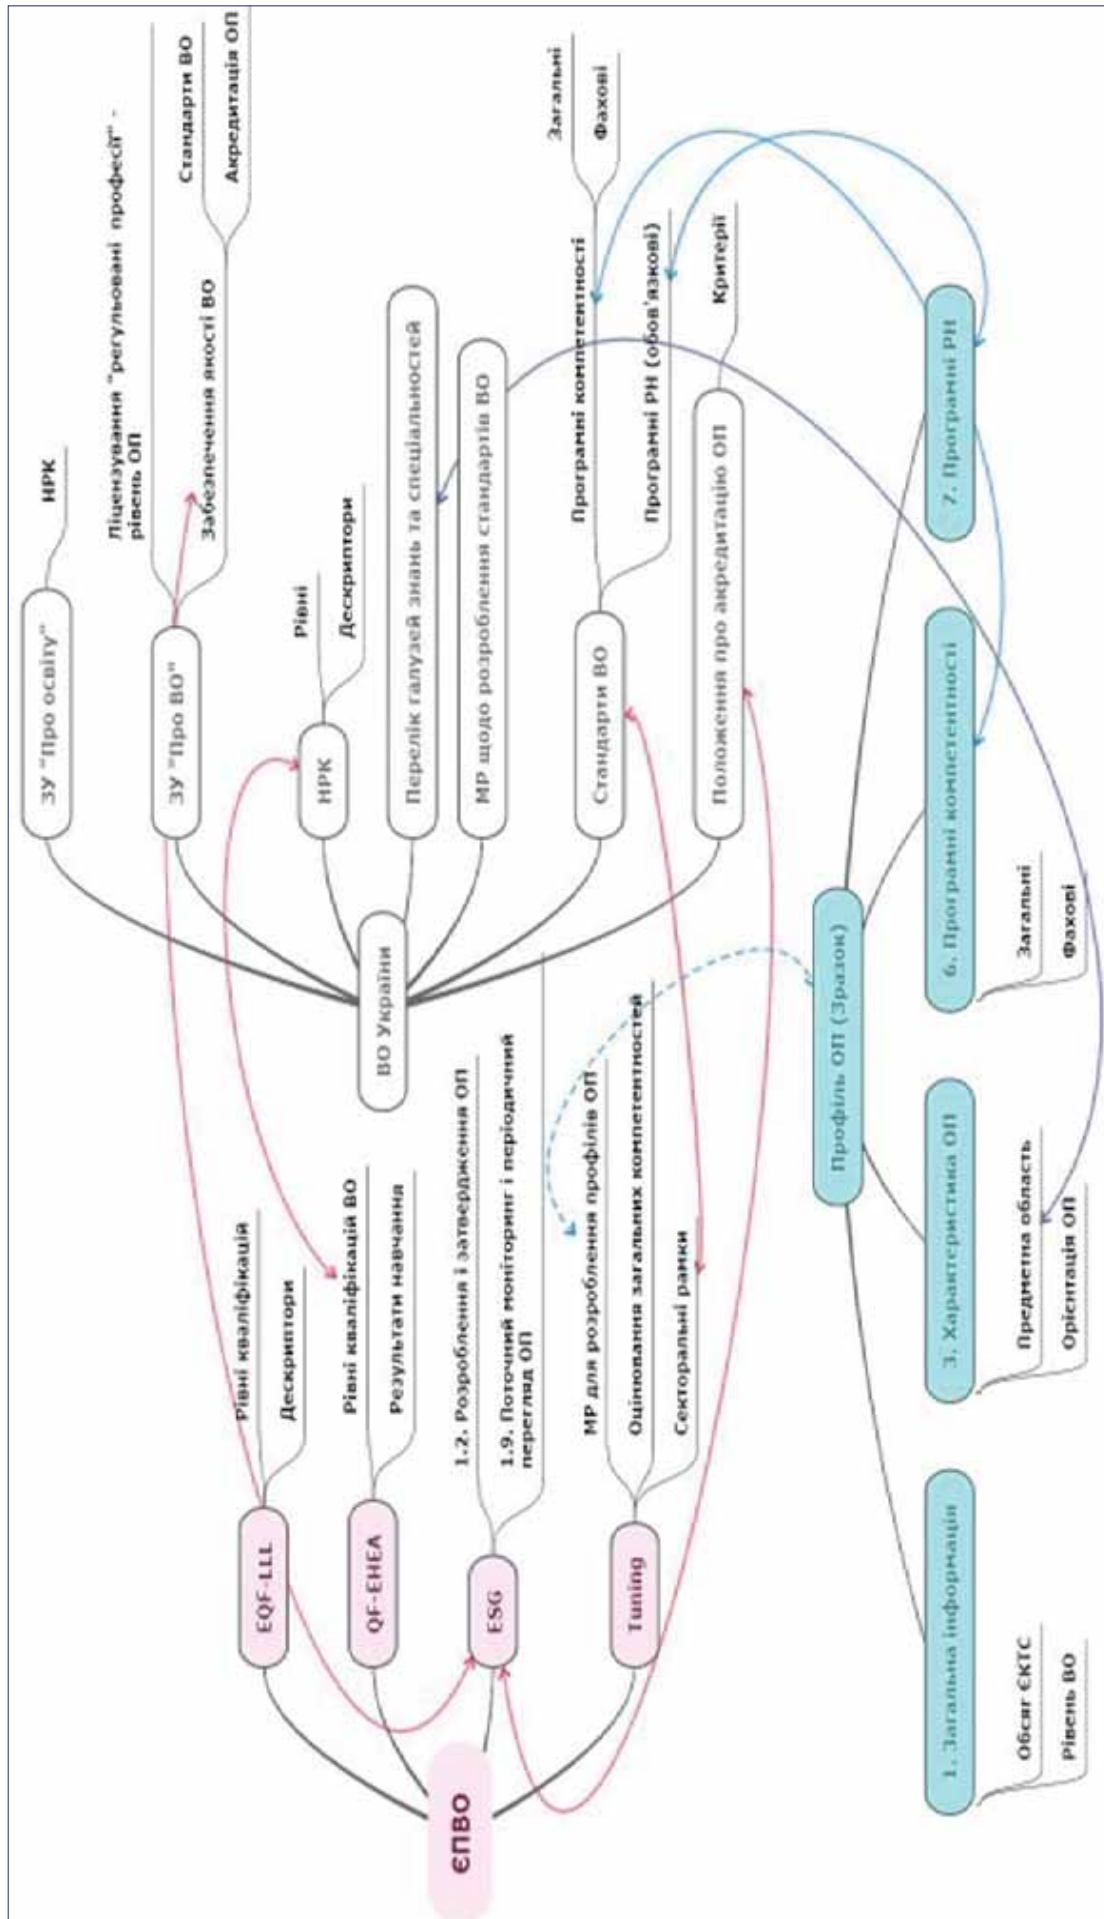 ЄПВО
EQF-LLL
Рівні кваліфікацій
Дескриптори
QF-EHEA
Рівні кваліфікацій ВО
Результати навчання
ESG
1.2. Розроблення і затвердження ОП
1.9. Поточний моніторинг і періодичний
перегляд ОП
Tuning
МР для розроблення профілів ОП
Оцінювання загальних компетентностей
Секторальні рамки
ВО України
ЗУ "Про освіту"
НРК
ЗУ "Про ВО"
Ліцензування "регульовані професії" -
рівень ОП
Забезпечення якості ВО
Стандарти ВО
Акредитація ОП
НРК
Рівні
Дескриптори
Перелік галузей знань та спеціальностей
МР щодо розроблення стандартів ВО
Стандарти ВО
Програмні компетентності
Загальні
Фахові
Програмні РН (обов'язкові)
Положення про акредитацію ОП
Критерії
Профіль ОП (Зразок)
1. Загальна інформація
Обсяг ЄКТС
Рівень ВО
3. Характеристика ОП
Предметна область
Орієнтація ОП
6. Програмні компетентності
Загальні
Фахові
7. Програмні РН